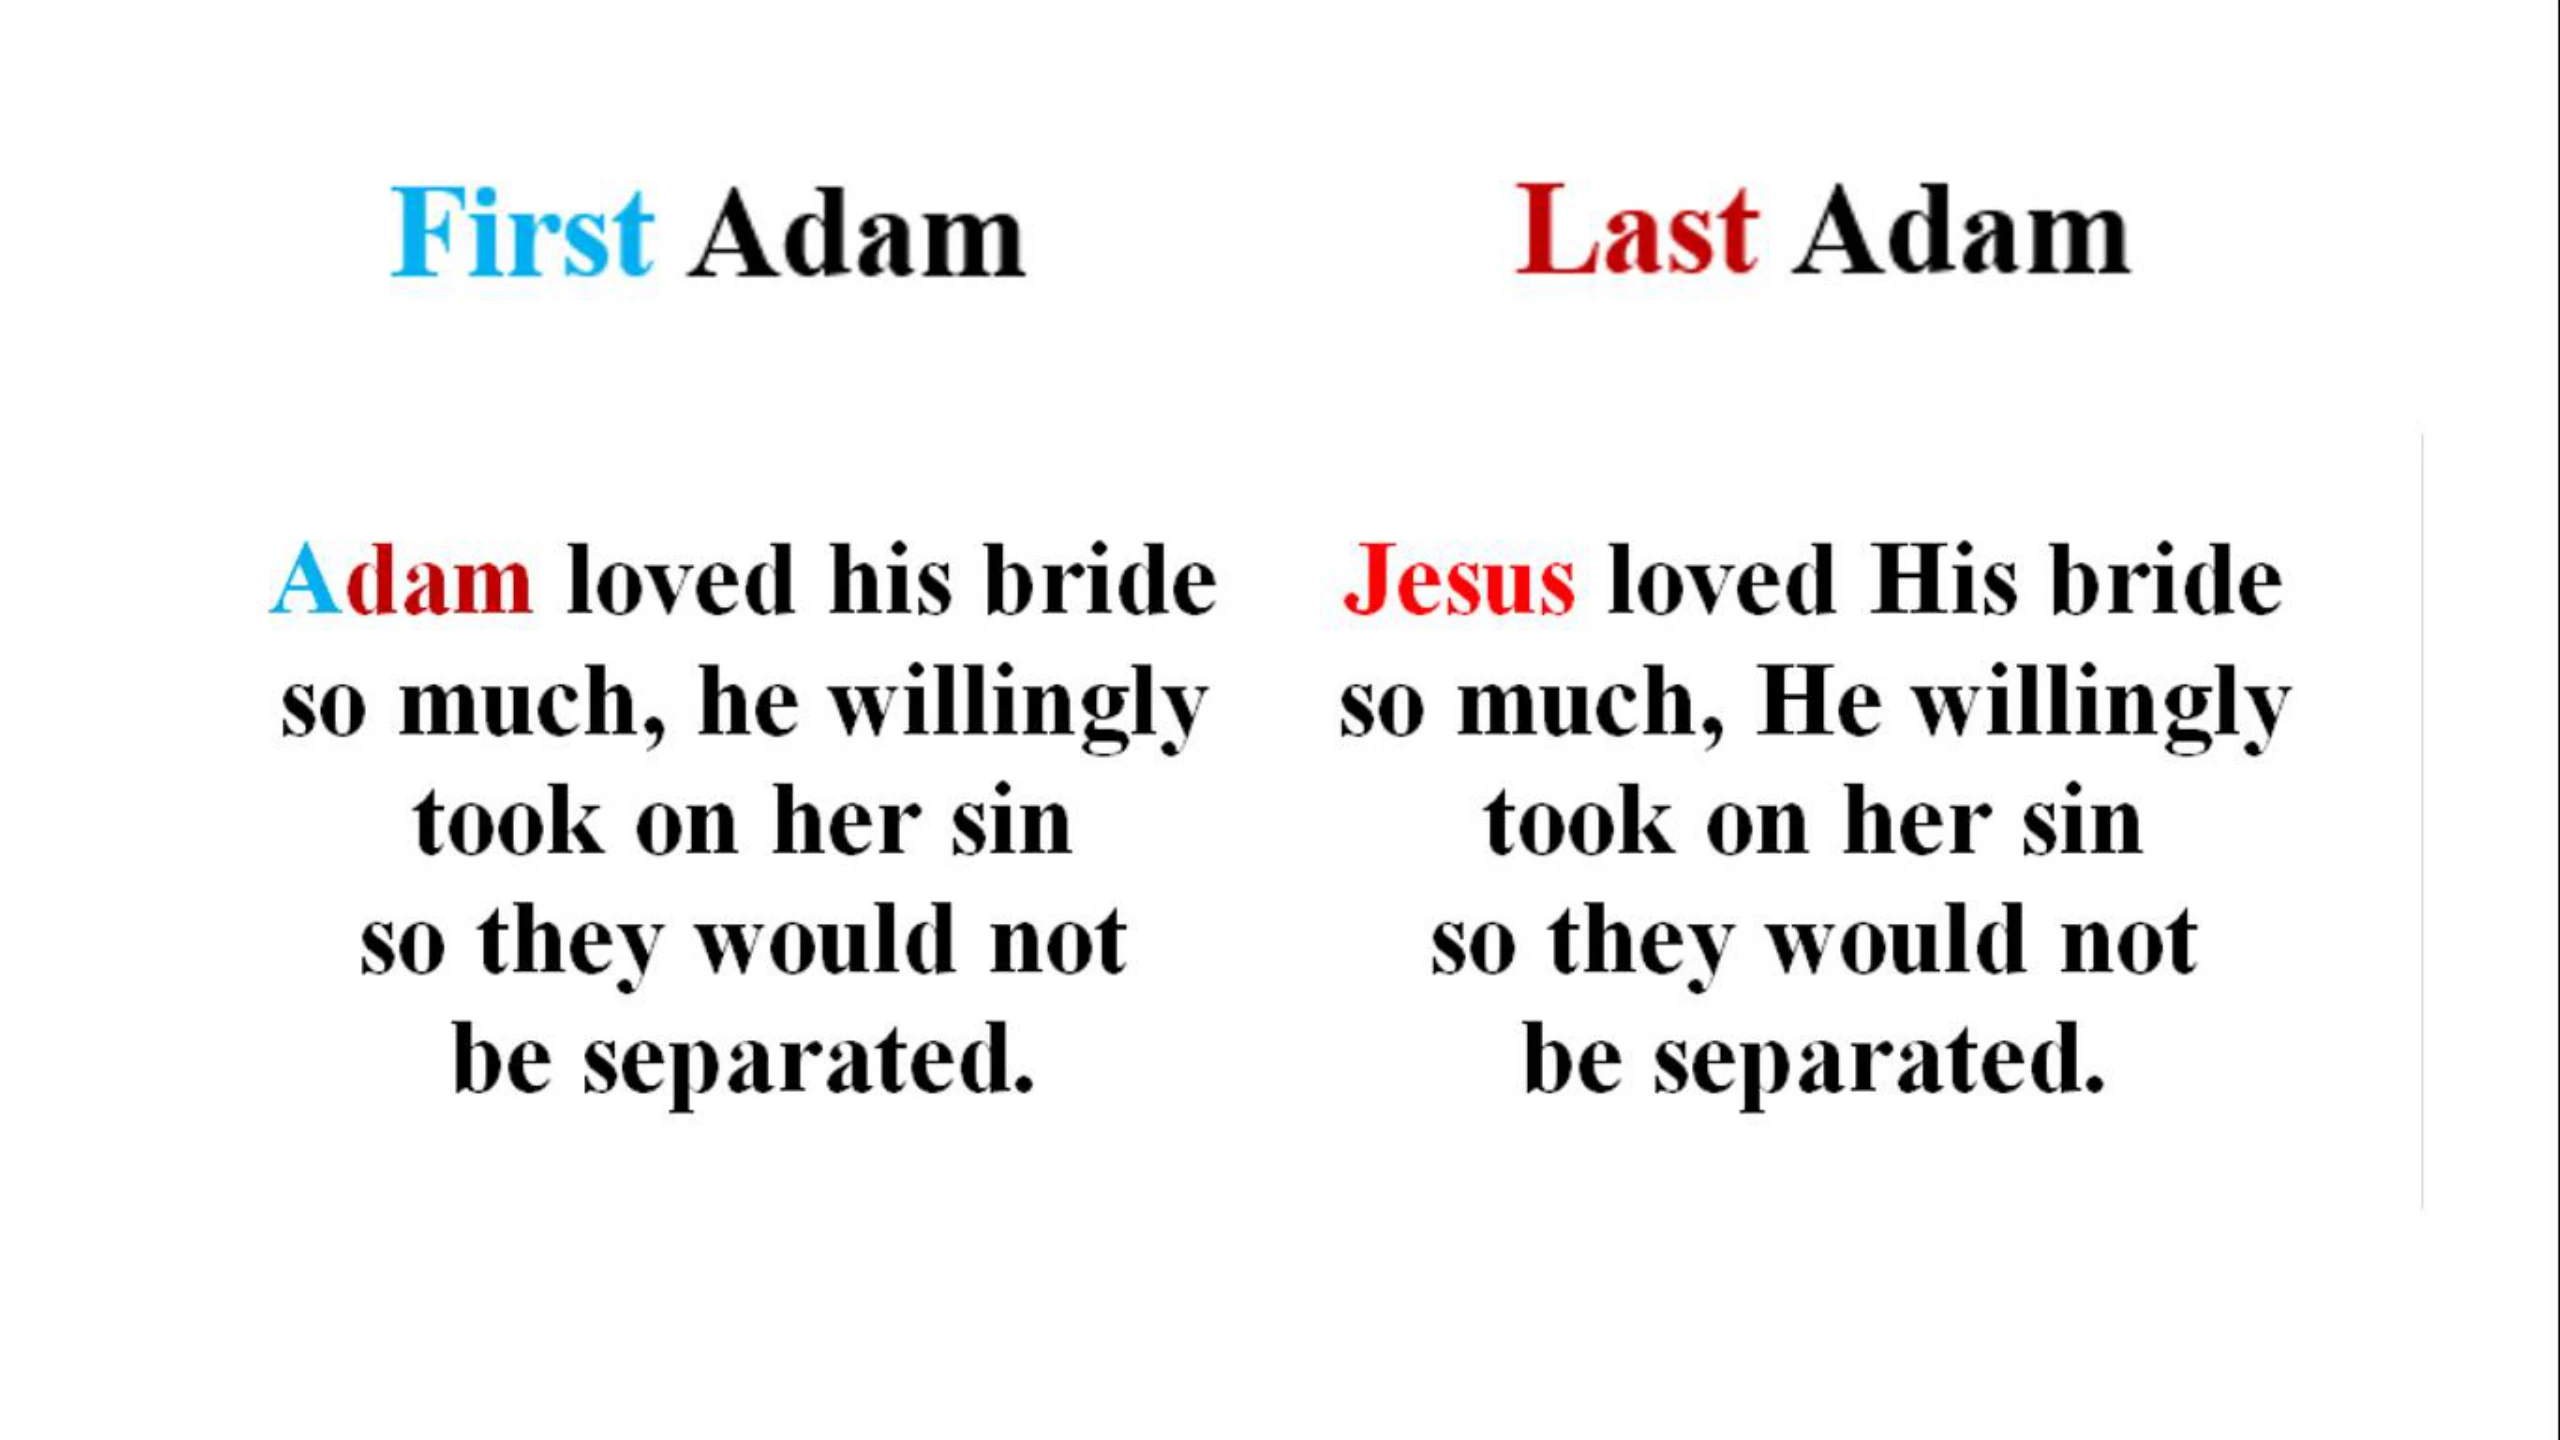 First Adam
Adam loved his bride
so much, he willingly
took on her sin
so they would not
be separated.
Last Adam
Jesus loved His bride
so much, He willingly
took on her sin
so they would not
be separated.